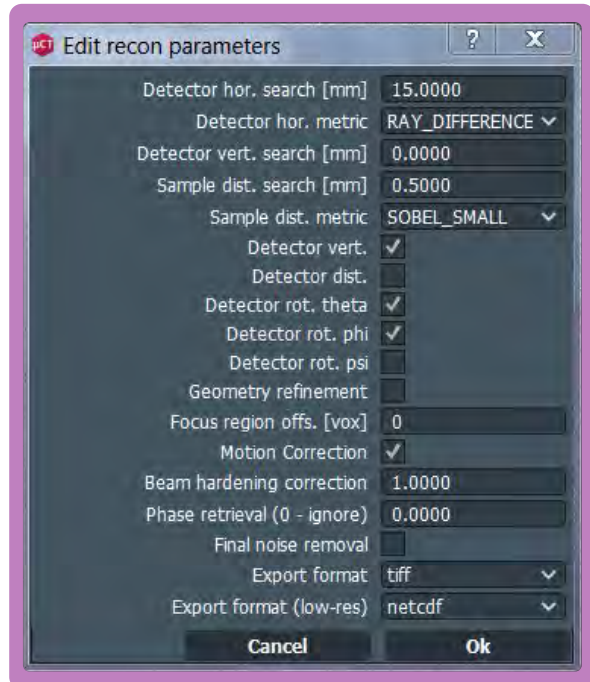 µCT Edit recon parameters ? X
Detector hor. search [mm] 15.0000
Detector hor. metric RAY_DIFFERENCE
Detector vert. search [mm] 0.0000
Sample dist. search [mm] 0.5000
Sample dist. metric SOBEL_SMALL
Detector vert.
Detector dist.
Detector rot. theta
Detector rot. phi
Detector rot. psi
Geometry refinement
Focus region offs. [vox] 0
Motion Correction
Beam hardening correction 1.0000
Phase retrieval (0 - ignore) 0.0000
Final noise removal
Export format tiff
Export format (low-res) netcdf
Cancel Ok